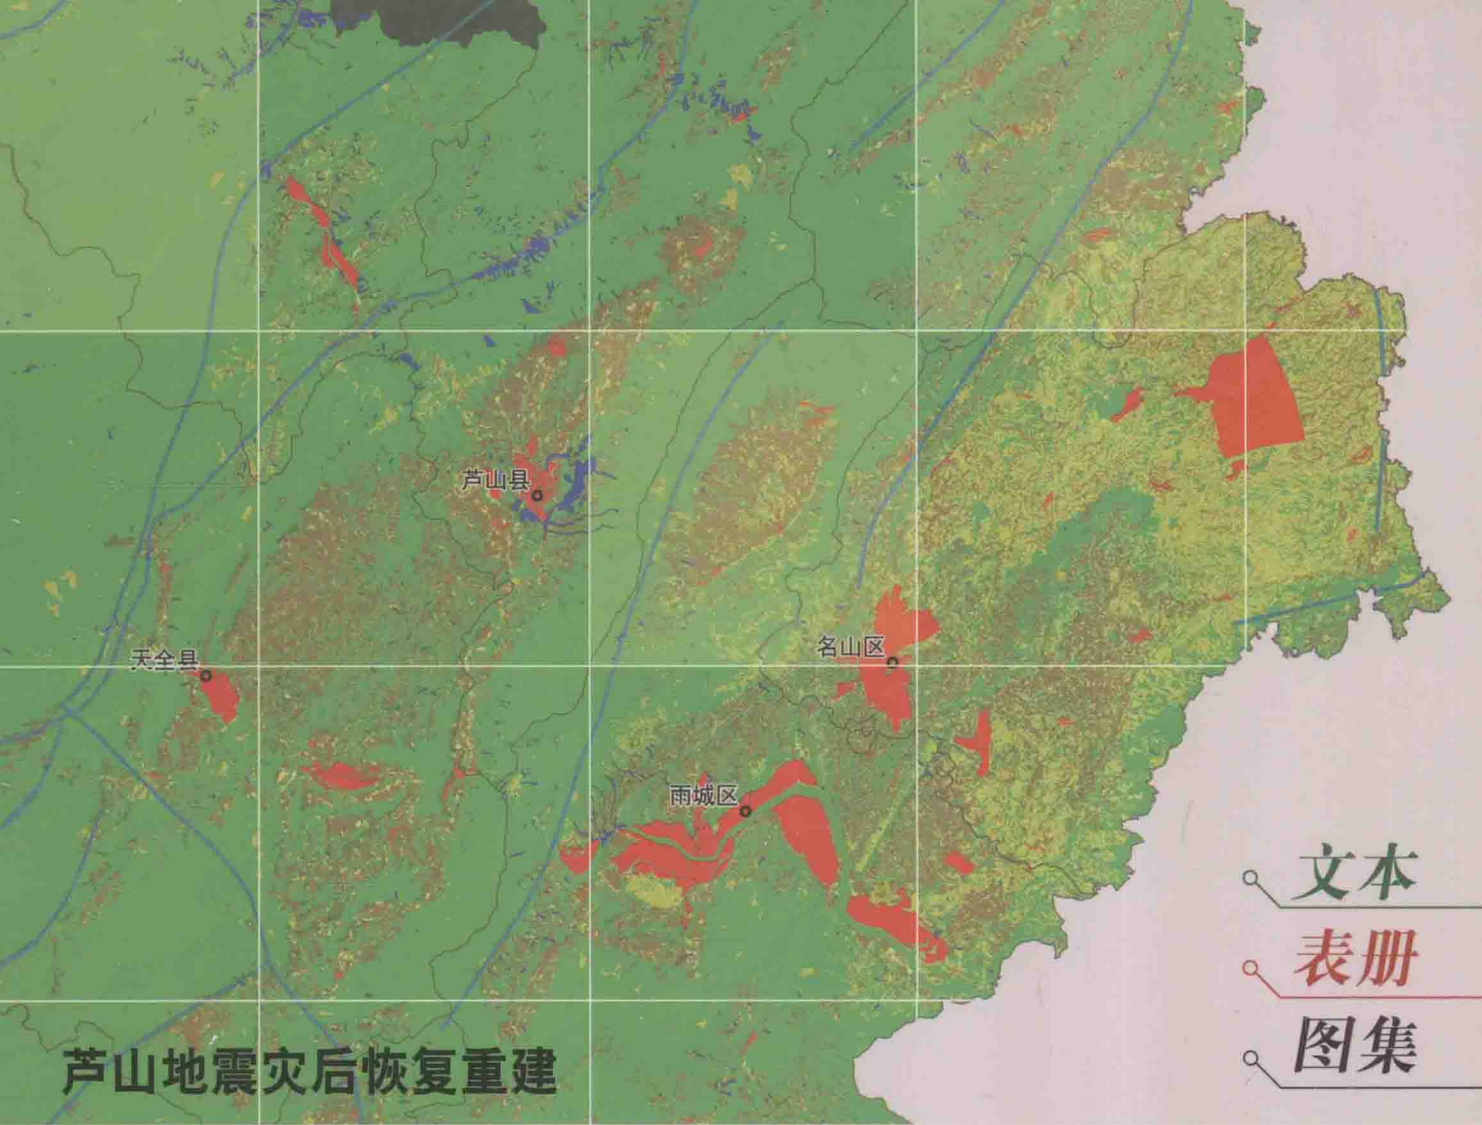 芦山县
名山区
天全县
雨城区
文本
表册
图集
芦山地震灾后恢复重建